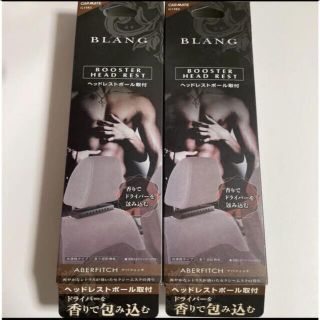 CARMATE
BLANG
BOOSTER
HEAD REST
ヘッドレストポール取付
香りで
ドライバーを
包み込む
ABERFITCH
ヘッドレストポール取付
ドライバーを
香りで包み込む
CARMATE
BLANG
BOOSTER
HEAD REST
ヘッドレストポール取付
香りで
ドライバーを
包み込む
ABERFITCH
ヘッドレストポール取付
ドライバーを
香りで包み込む